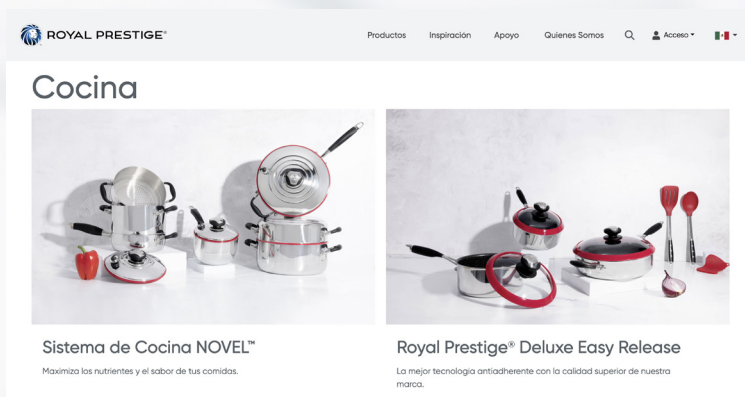 ROYAL PRESTIGE®
Productos
Inspiración
Apoyo
Quienes Somos
Acceso
Cocina
Sistema de Cocina NOVEL™
Maximiza los nutrientes y el sabor de tus comidas.
Royal Prestige® Deluxe Easy Release
La mejor tecnología antiadherente con la calidad superior de nuestra
marca.